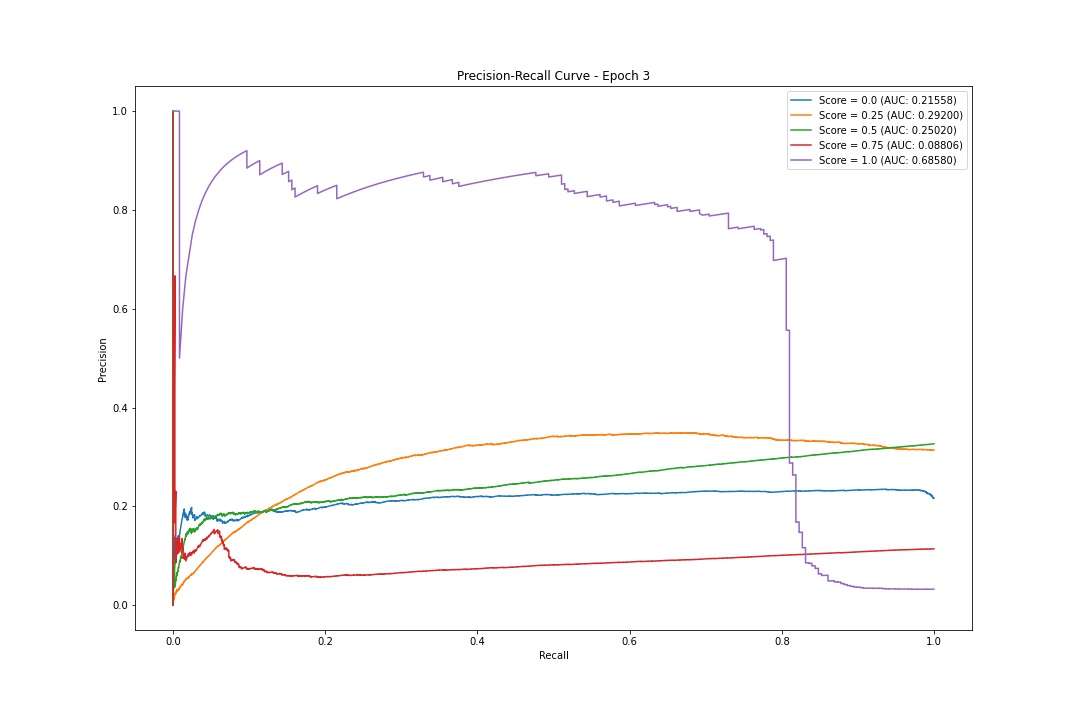 Precision-Recall Curve - Epoch 3
Score = 0.0 (AUC: 0.21558)
Score = 0.25 (AUC: 0.29200)
Score = 0.5 (AUC: 0.25020)
Score = 0.75 (AUC: 0.08806)
Score = 1.0 (AUC: 0.68580)
Precision
1.0
0.8
0.6
0.4
0.2
0.0
0.0 0.2 0.4 0.6 0.8 1.0
Recall